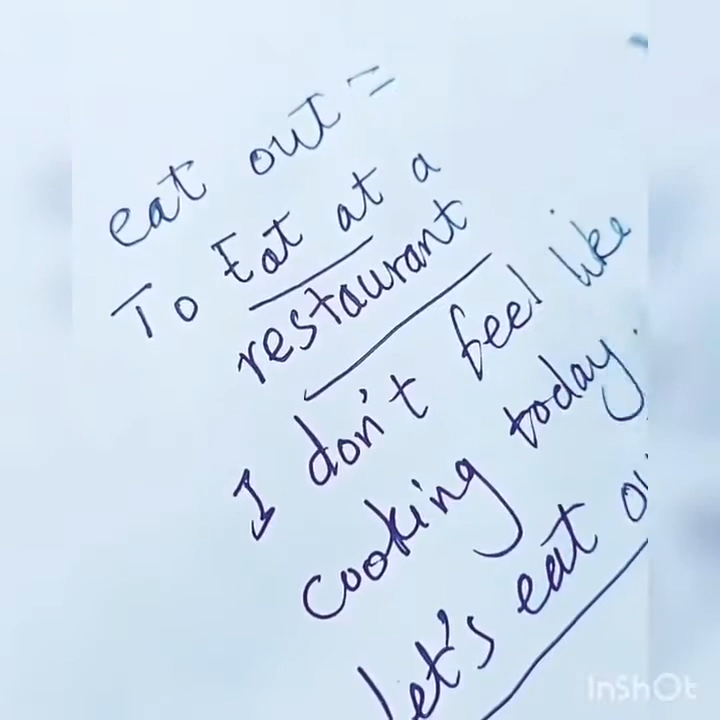 eat out =
To Eat at a
restaurant
I don't feel like
cooking today.
Let's eat
InShOt